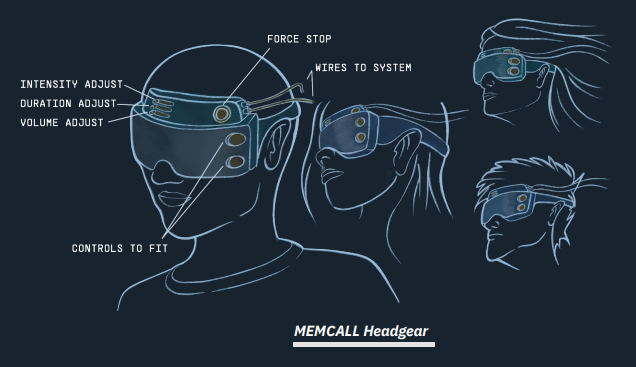 FORCE STOP
WIRES TO SYSTEM
INTENSITY ADJUST
DURATION ADJUST
VOLUME ADJUST
CONTROLS TO FIT
MEMCALL Headgear